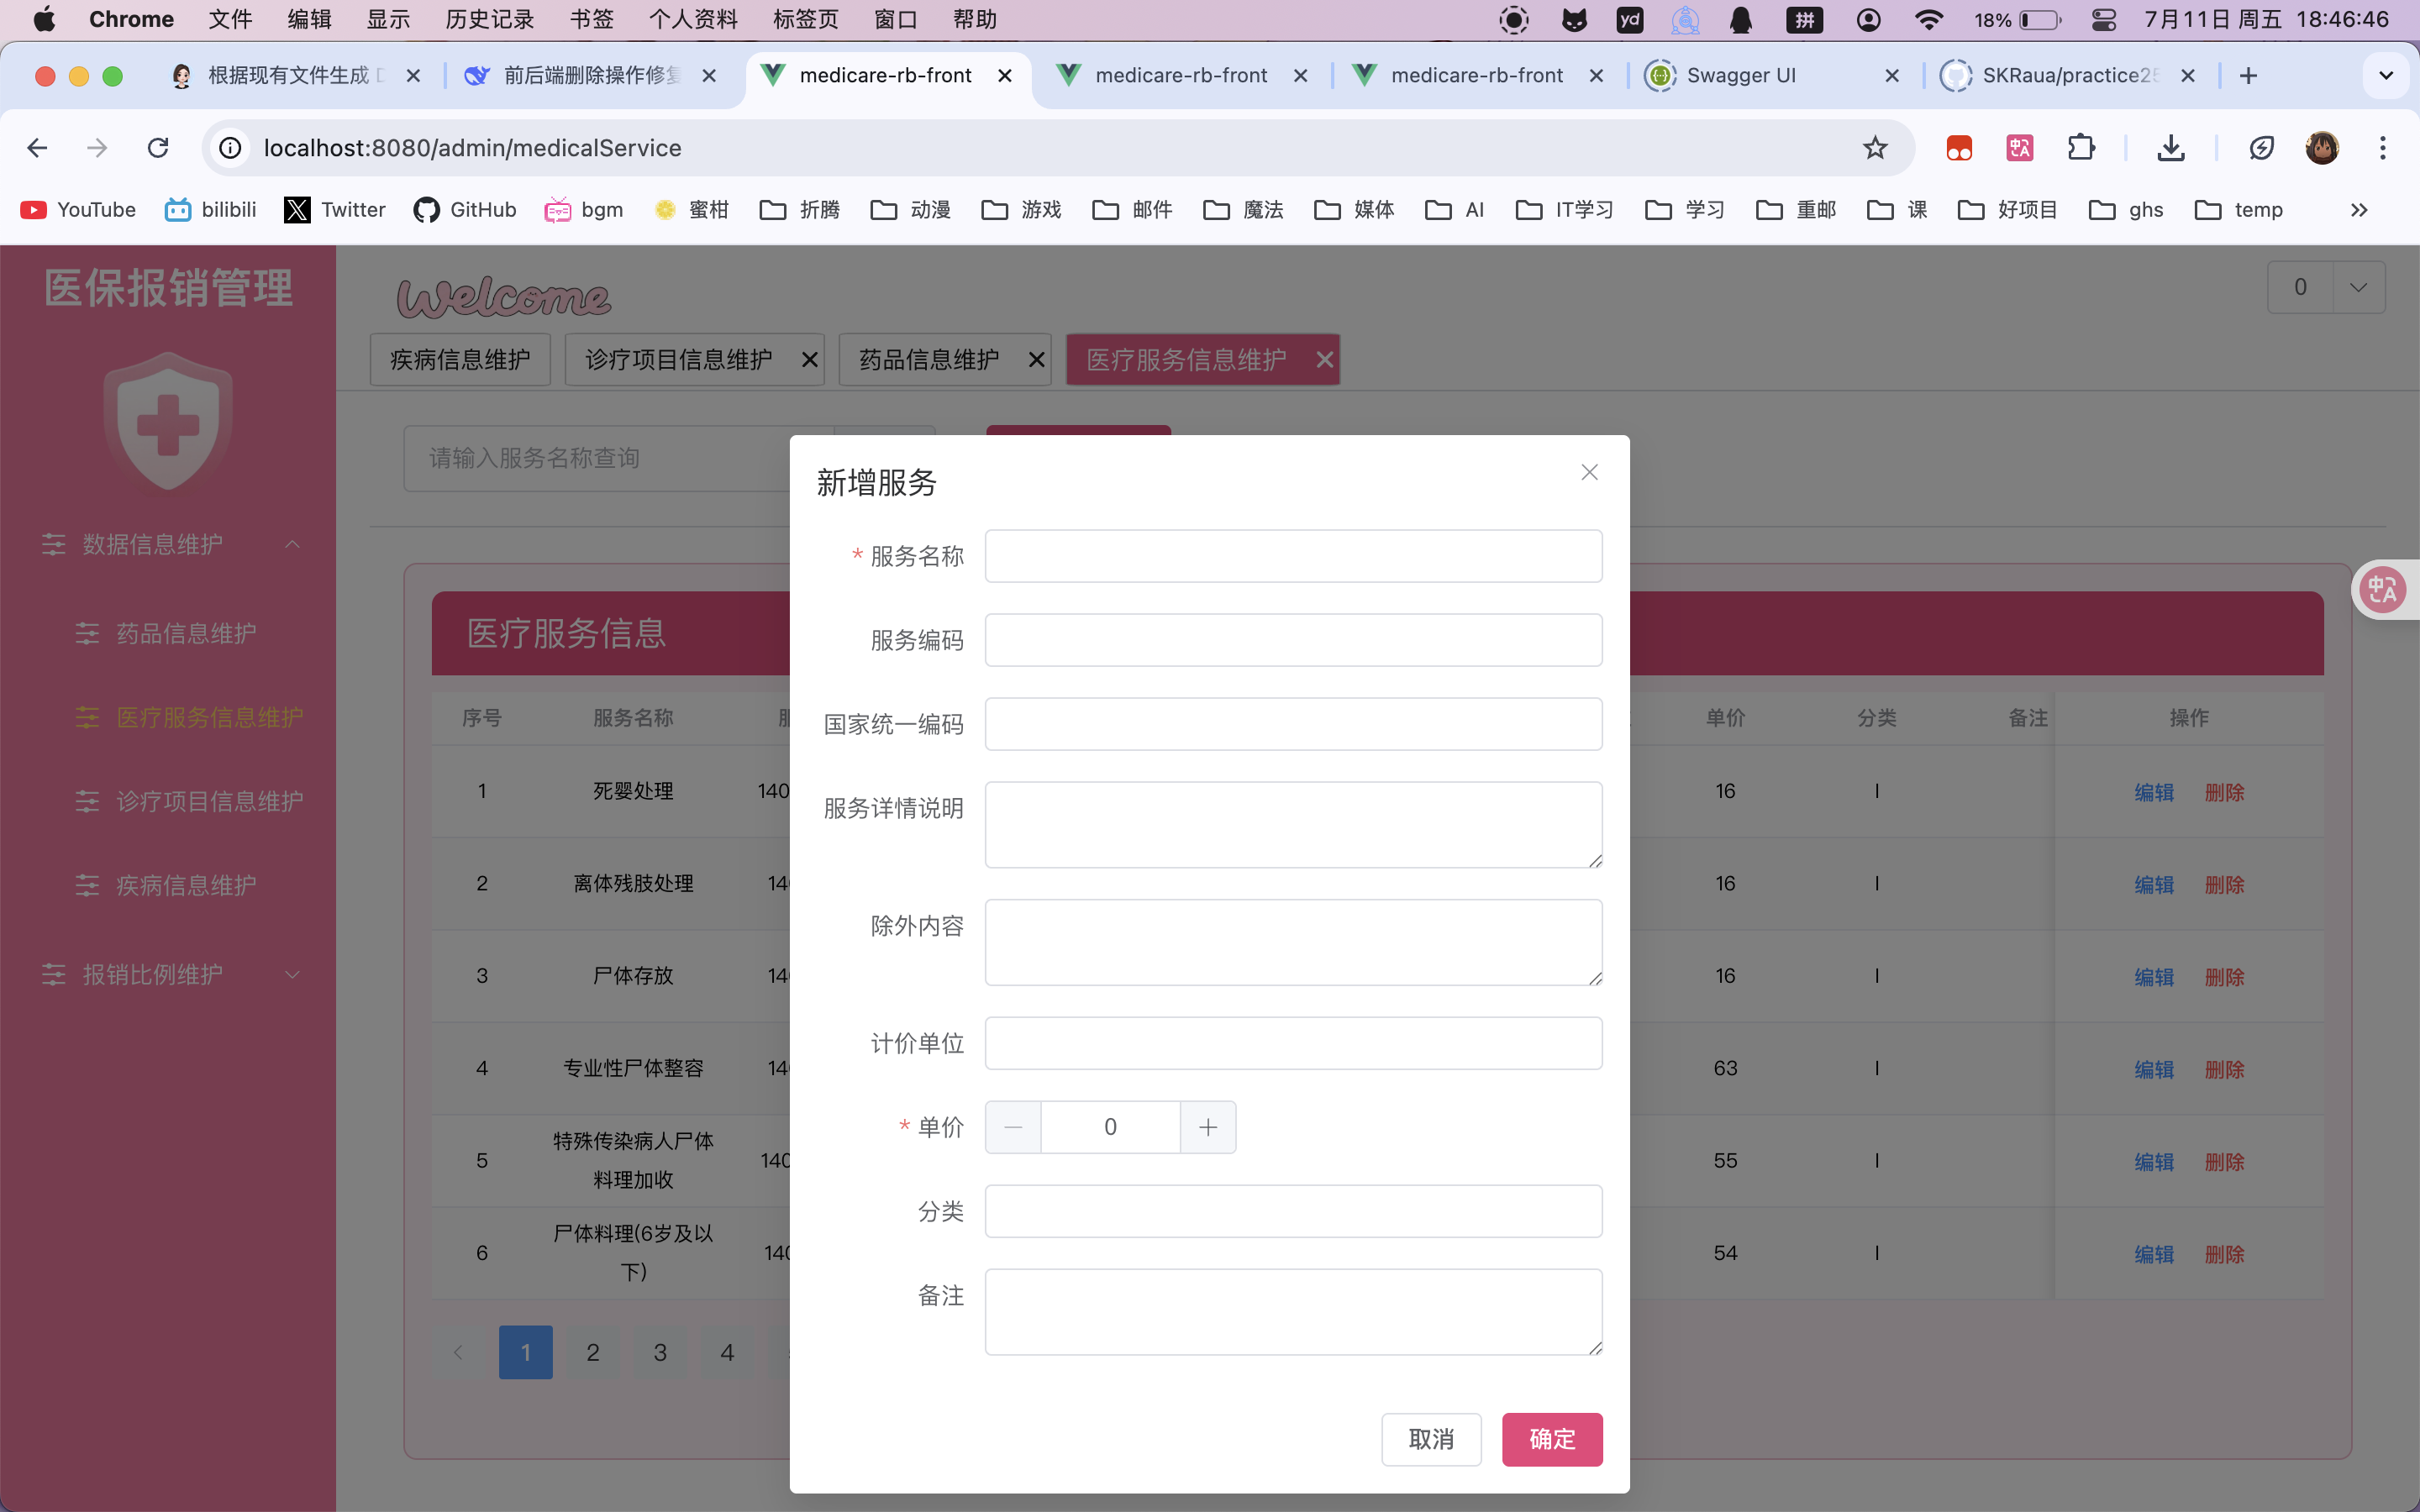 Chrome 文件 编辑 显示 历史记录 书签 个人资料 标签页 窗口 帮助 yd 拼 18% 7月11日 周五 18:46:46
根据现有文件生成 前后端删除操作修复 medicare-rb-front medicare-rb-front medicare-rb-front Swagger UI SKRaua/practice25
localhost:8080/admin/medicalService
YouTube bilibili Twitter GitHub bgm 蜜柑 折腾 动漫 游戏 邮件 魔法 媒体 AI IT学习 学习 重邮 课 好项目 ghs temp
医保报销管理
Welcome
0
疾病信息维护 诊疗项目信息维护 药品信息维护 医疗服务信息维护
请输入服务名称查询
数据信息维护
药品信息维护
医疗服务信息维护
诊疗项目信息维护
疾病信息维护
报销比例维护
医疗服务信息
序号 服务名称 单价 分类 备注 操作
1 死婴处理 140 16 I 编辑 删除
2 离体残肢处理 14 16 I 编辑 删除
3 尸体存放 14 16 I 编辑 删除
4 专业性尸体整容 14 63 I 编辑 删除
5 特殊传染病人尸体
料理加收 140 55 I 编辑 删除
6 尸体料理(6岁及以
下) 140 54 I 编辑 删除
1 2 3 4
新增服务
* 服务名称
服务编码
国家统一编码
服务详情说明
除外内容
计价单位
* 单价 0
分类
备注
取消 确定